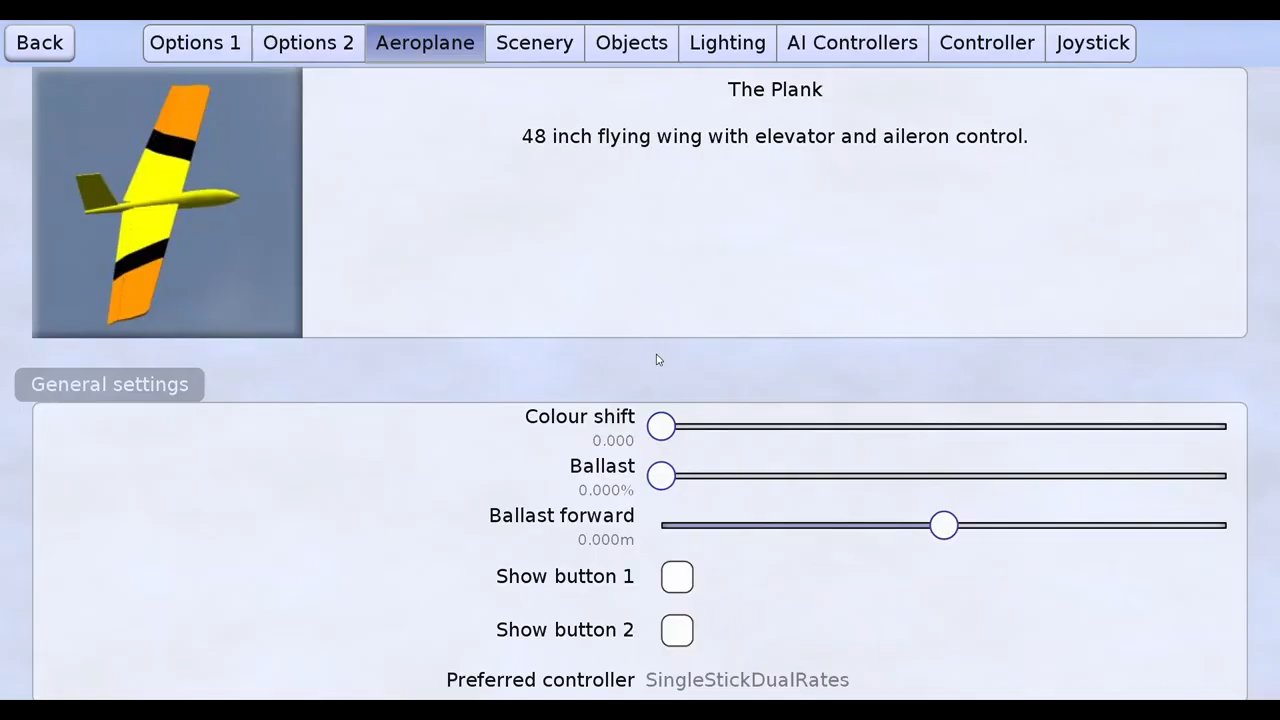 Back
Options 1
Options 2
Aeroplane
Scenery
Objects
Lighting
AI Controllers
Controller
Joystick
The Plank
48 inch flying wing with elevator and aileron control.
General settings
Colour shift
0.000
Ballast
0.000%
Ballast forward
0.000m
Show button 1
Show button 2
Preferred controller SingleStickDualRates